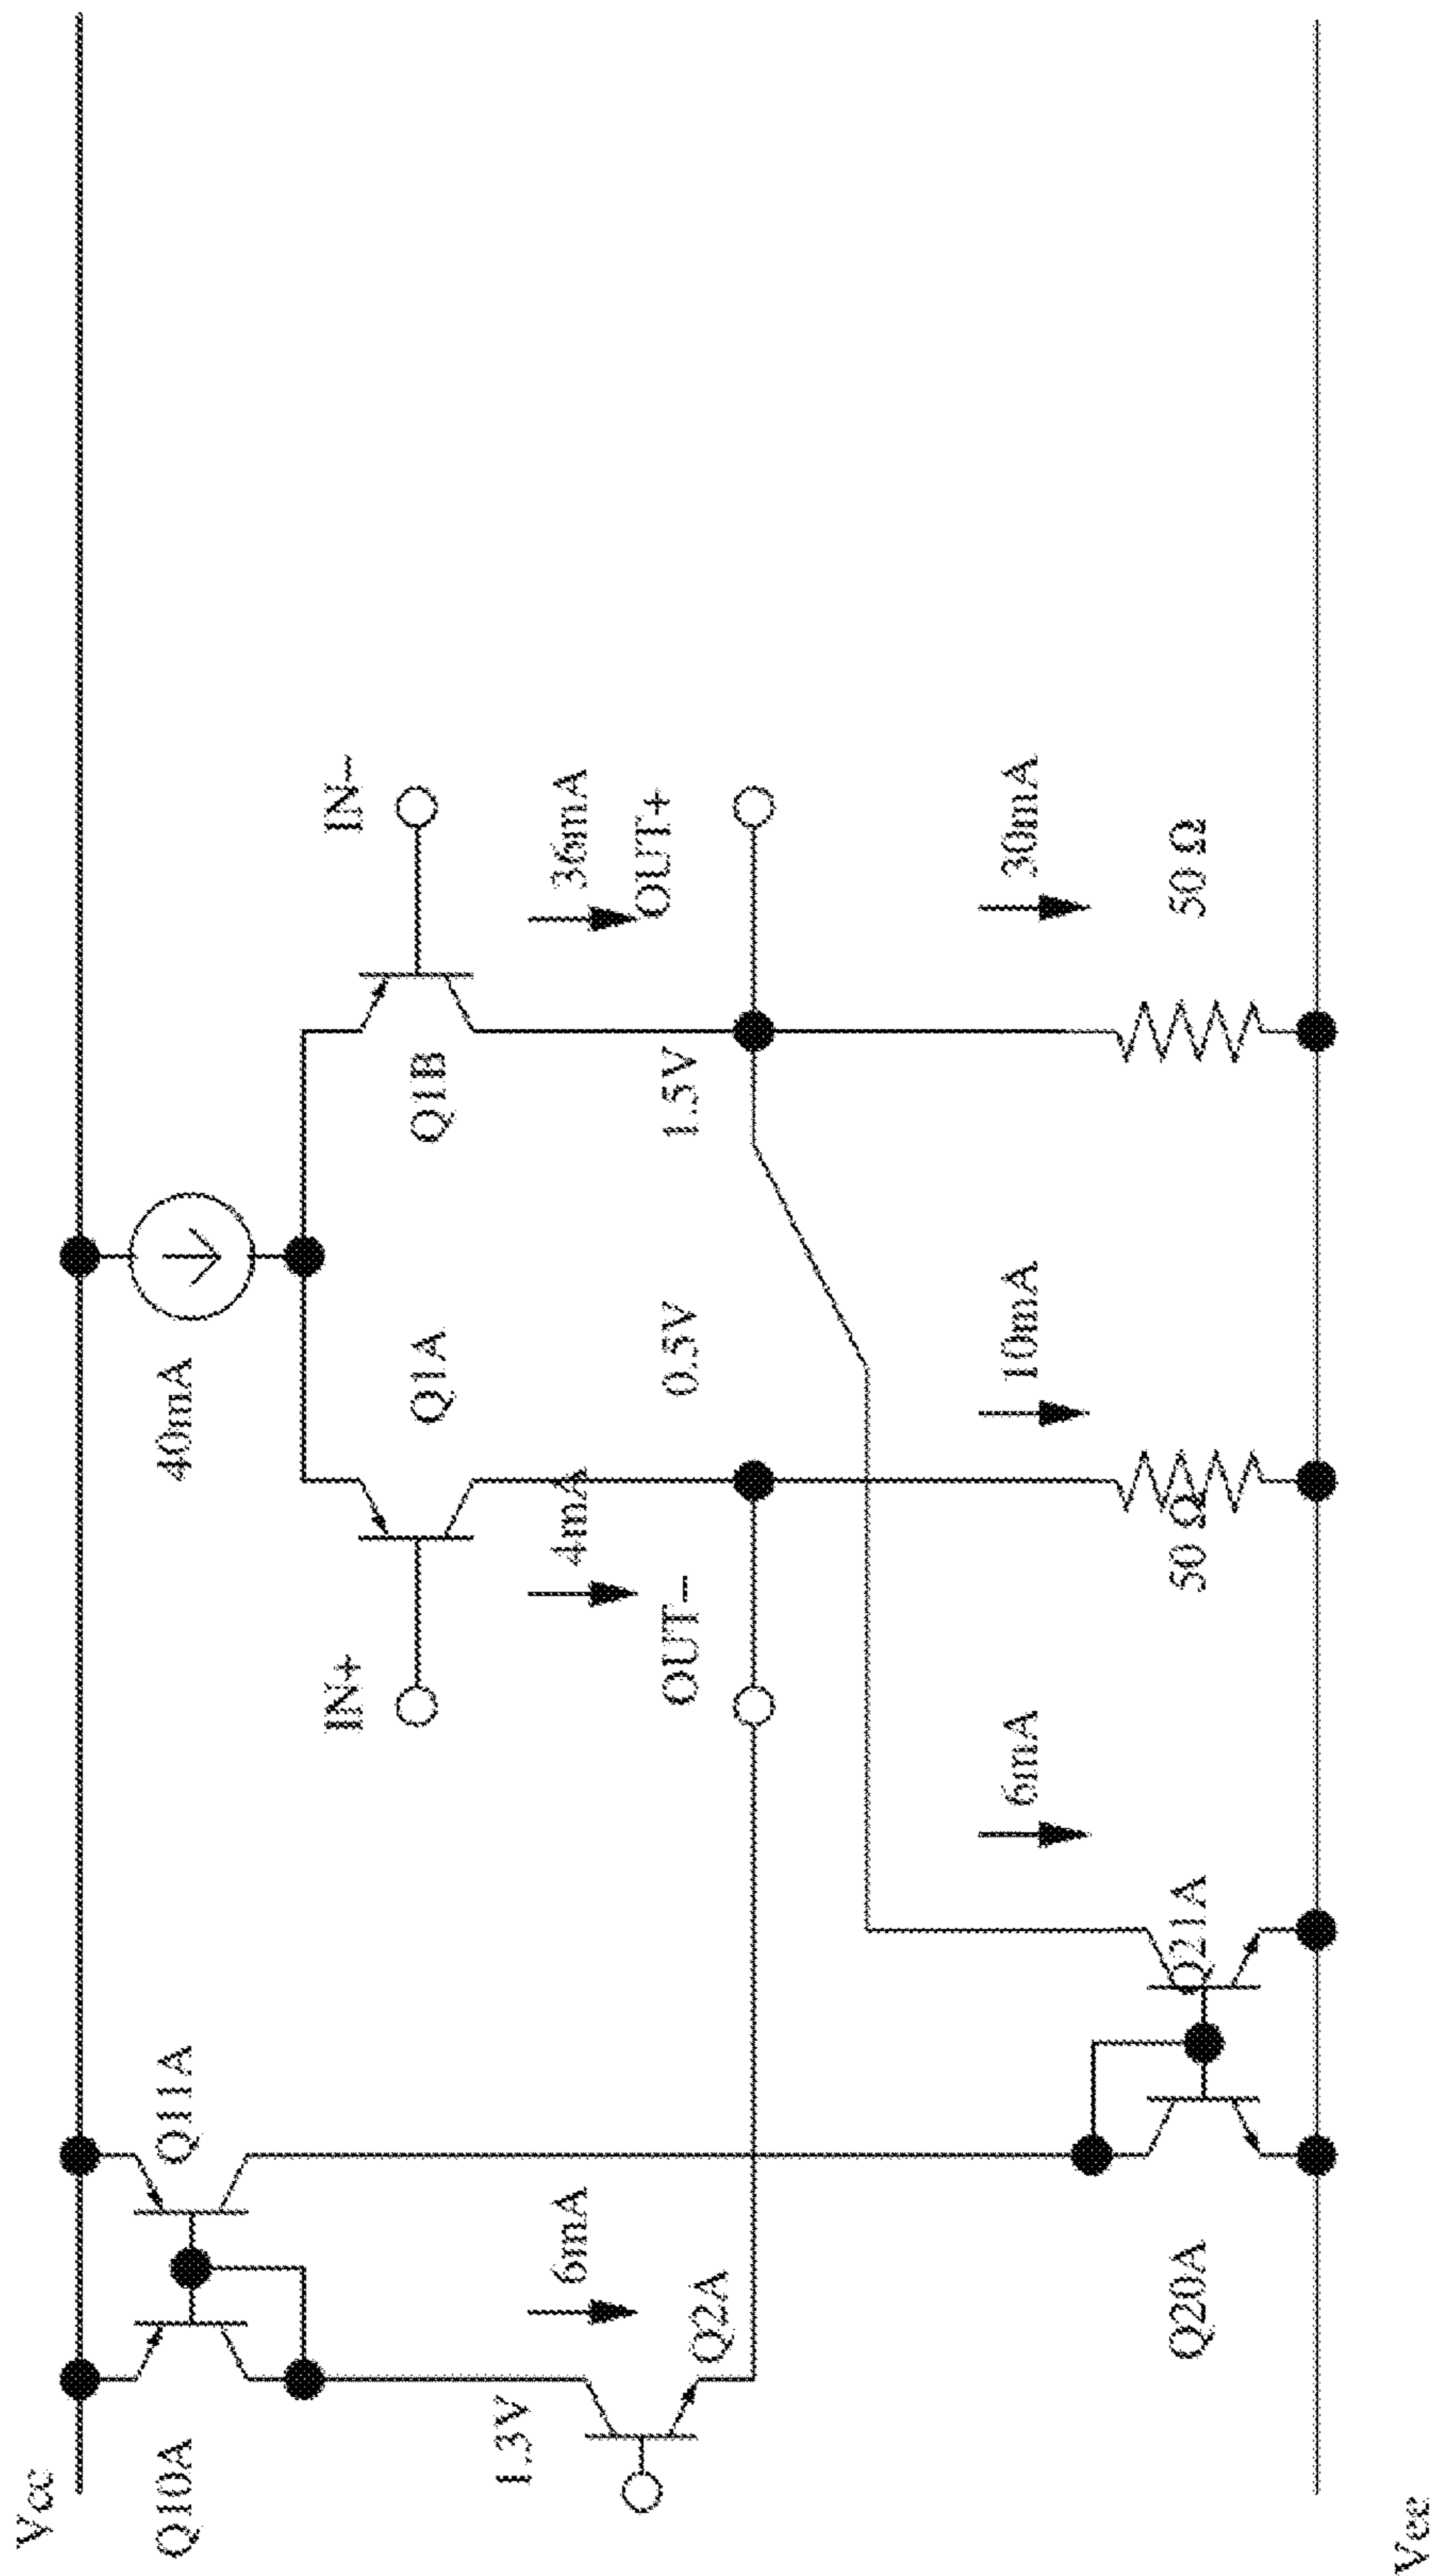 Vcc
Q10A
Q11A
40mA
IN+
IN–
Q1A
Q1B
1.3V
6mA
4mA
36mA
Q2A
OUT–
0.5V
1.5V
OUT+
6mA
10mA
30mA
Q20A
Q21A
50 Ω
50 Ω
Vee